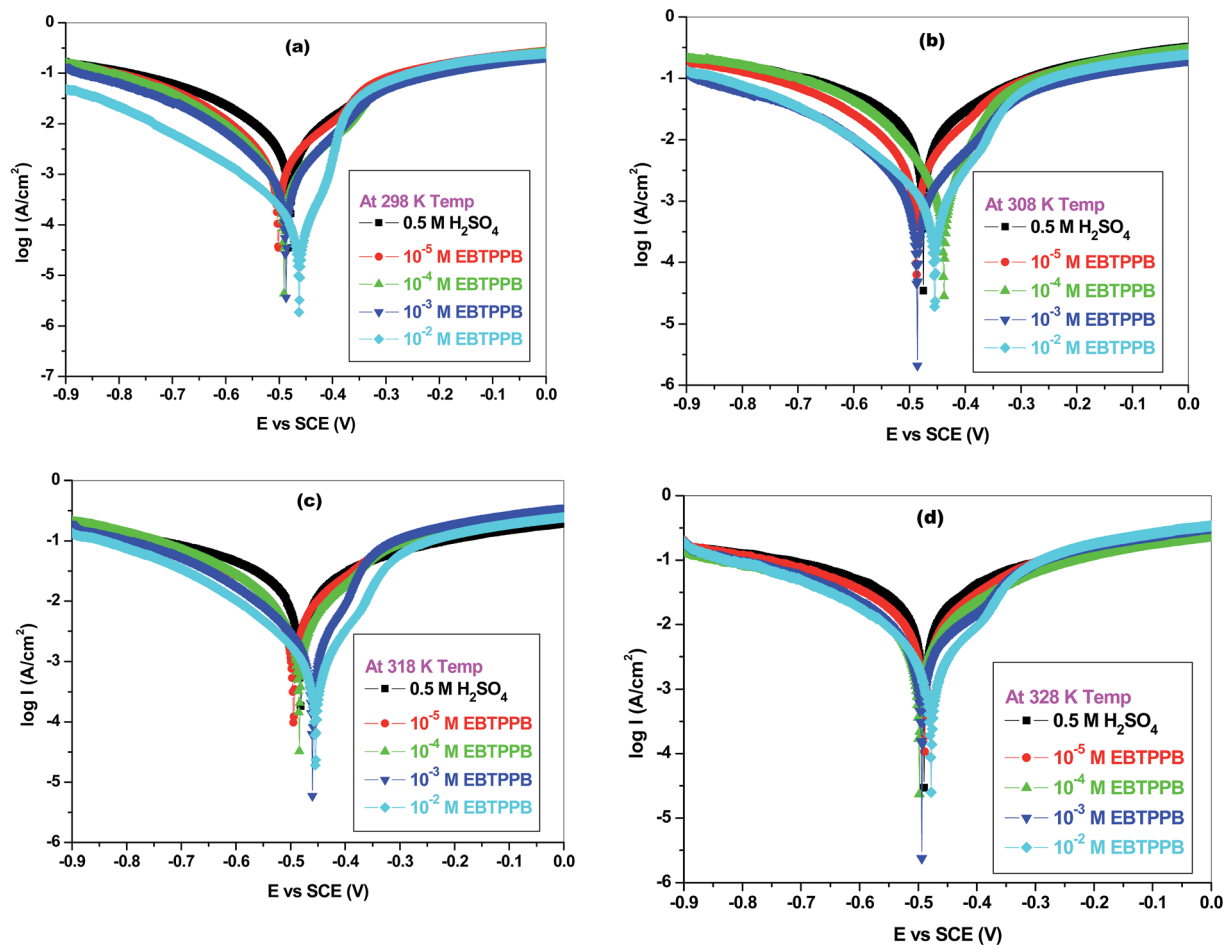 (a)
0
-1
-2
-3
-4
-5
-6
-7
log I (A/cm²)
At 298 K Temp
0.5 M H₂SO₄
10⁻⁵ M EBTPPB
10⁻⁴ M EBTPPB
10⁻³ M EBTPPB
10⁻² M EBTPPB
-0.9 -0.8 -0.7 -0.6 -0.5 -0.4 -0.3 -0.2 -0.1 0.0
E vs SCE (V)
(b)
0
-1
-2
-3
-4
-5
-6
log I (A/cm²)
At 308 K Temp
0.5 M H₂SO₄
10⁻⁵ M EBTPPB
10⁻⁴ M EBTPPB
10⁻³ M EBTPPB
10⁻² M EBTPPB
-0.9 -0.8 -0.7 -0.6 -0.5 -0.4 -0.3 -0.2 -0.1 0.0
E vs SCE (V)
(c)
0
-1
-2
-3
-4
-5
-6
log I (A/cm²)
At 318 K Temp
0.5 M H₂SO₄
10⁻⁵ M EBTPPB
10⁻⁴ M EBTPPB
10⁻³ M EBTPPB
10⁻² M EBTPPB
-0.9 -0.8 -0.7 -0.6 -0.5 -0.4 -0.3 -0.2 -0.1 0.0
E vs SCE (V)
(d)
0
-1
-2
-3
-4
-5
-6
log I (A/cm²)
At 328 K Temp
0.5 M H₂SO₄
10⁻⁵ M EBTPPB
10⁻⁴ M EBTPPB
10⁻³ M EBTPPB
10⁻² M EBTPPB
-0.9 -0.8 -0.7 -0.6 -0.5 -0.4 -0.3 -0.2 -0.1 0.0
E vs SCE (V)